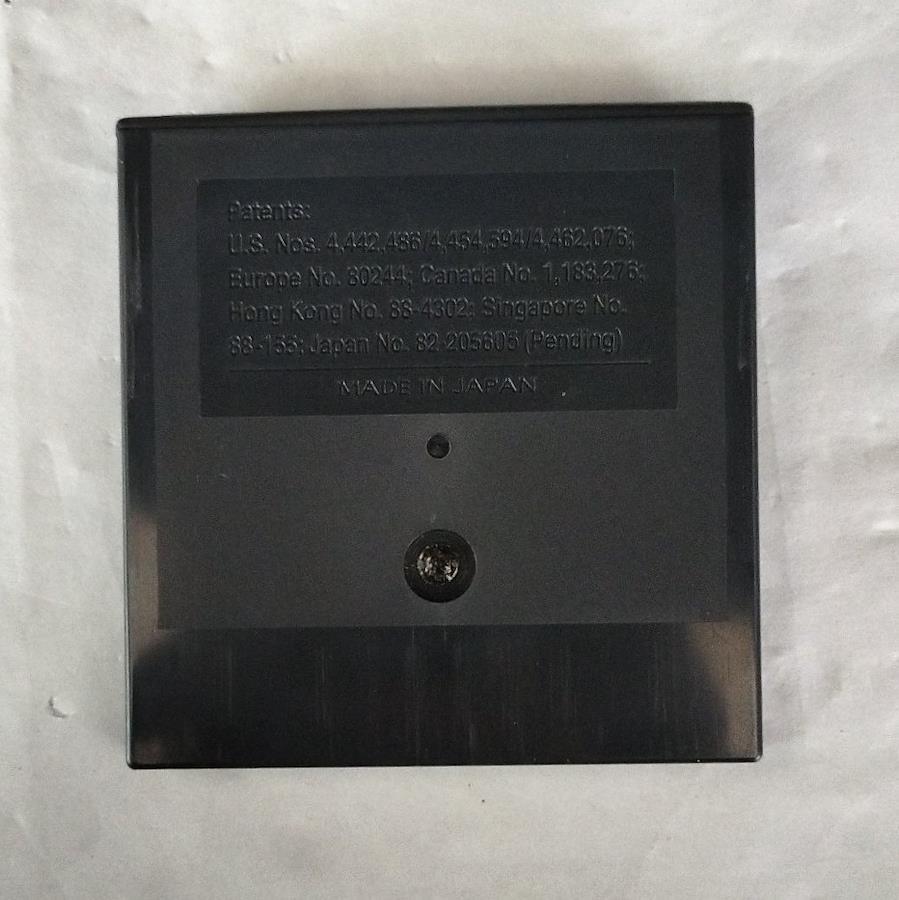 Patents:
U.S. Nos. 4,442,486/4,454,594/4,462,076;
Europe No. 80244; Canada No. 1,183,276;
Hong Kong No. 88-4302; Singapore No.
88-155; Japan No. 82-205605 (Pending)
MADE IN JAPAN